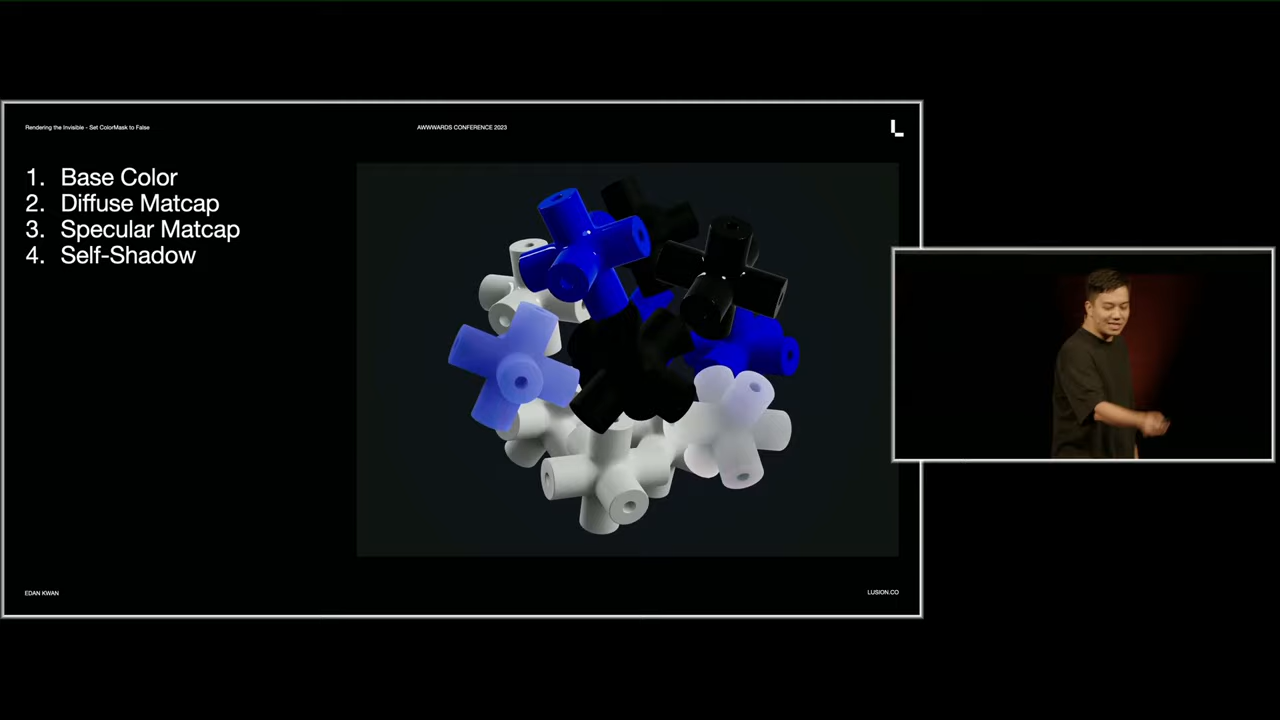 Rendering the Invisible - Set ColorMask to False
AWWWARDS CONFERENCE 2023
1. Base Color
2. Diffuse Matcap
3. Specular Matcap
4. Self-Shadow
EDAN KWAN
LUSION.CO